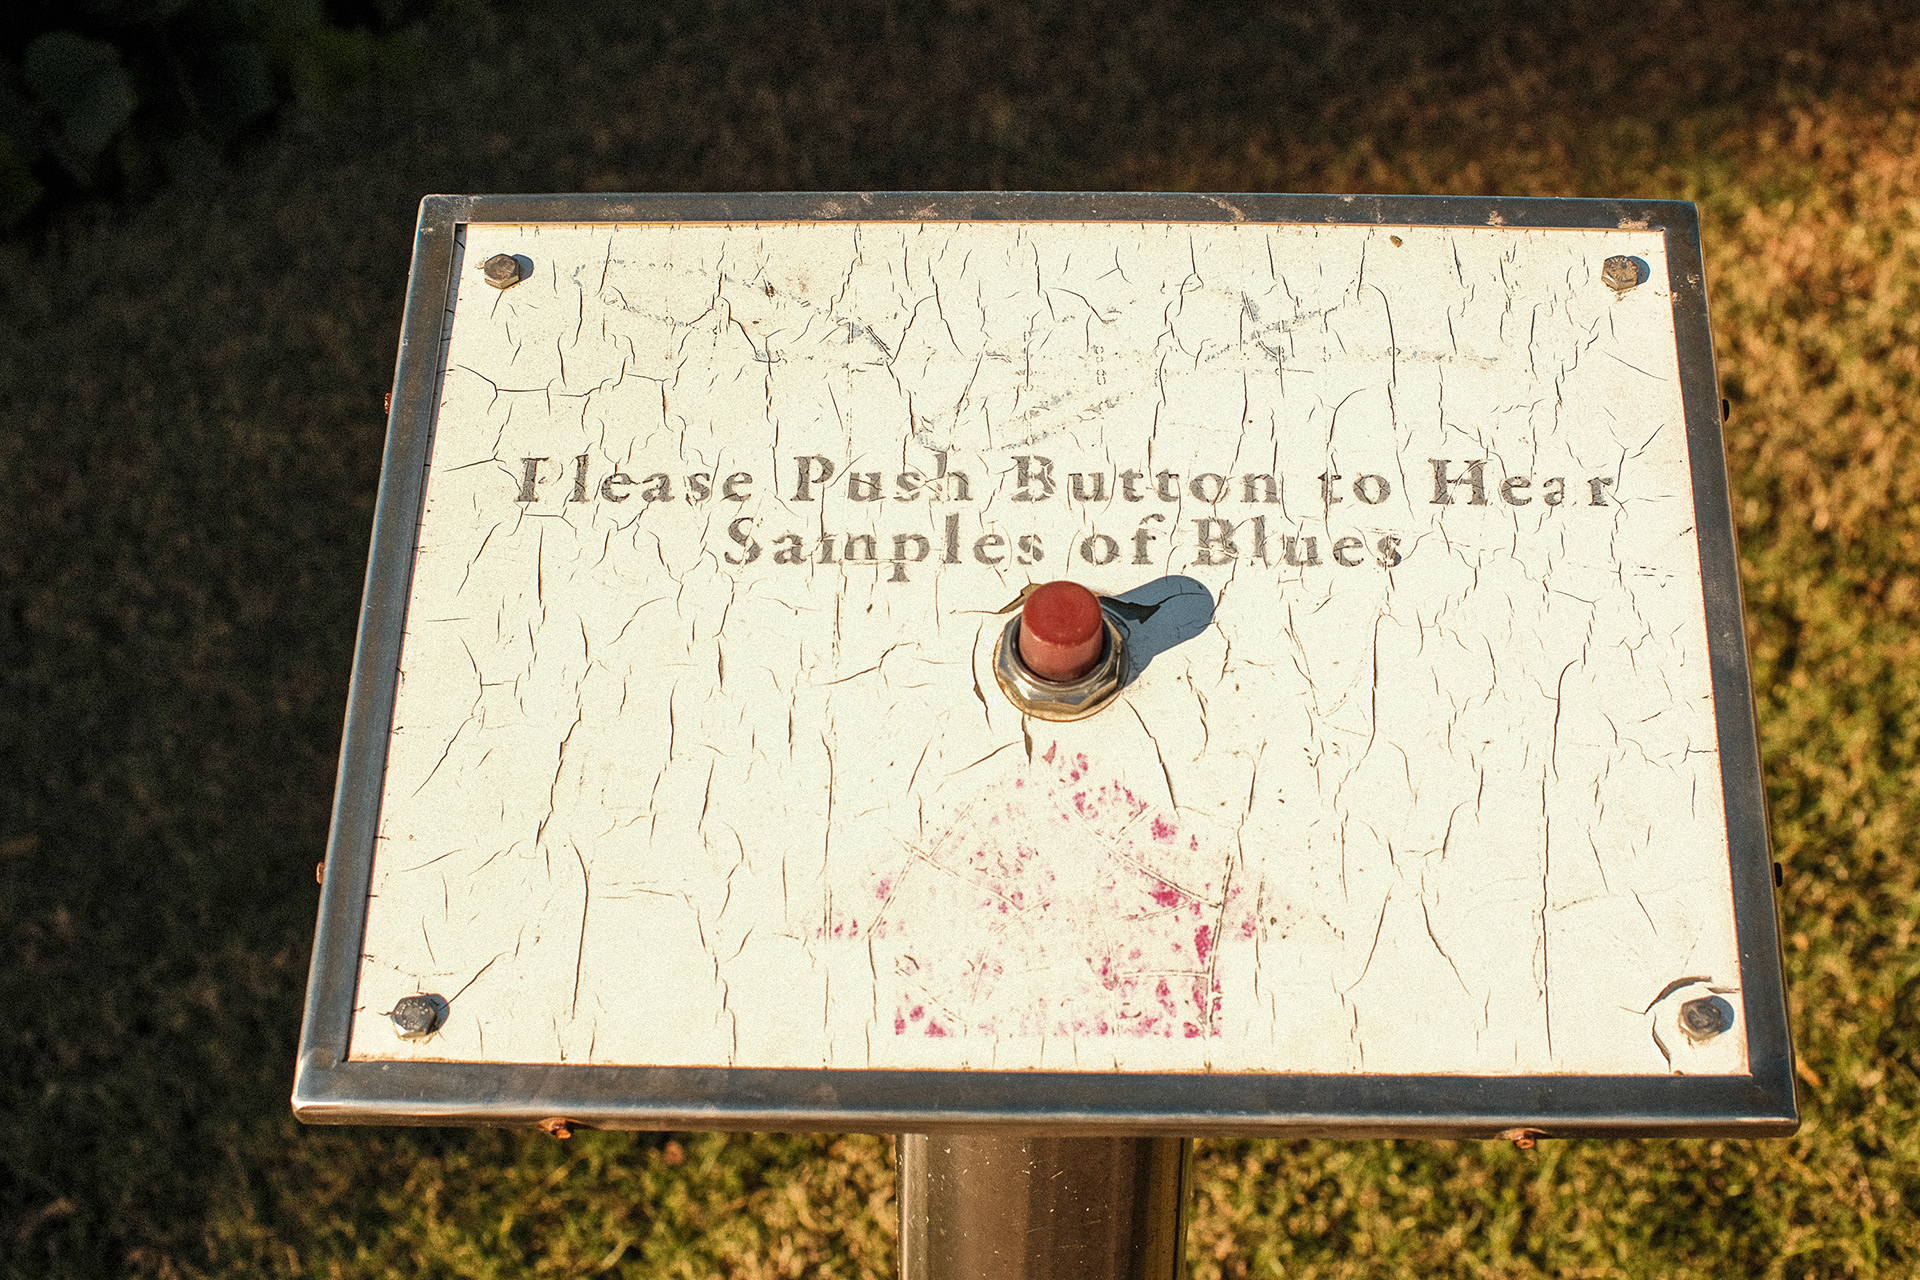 Please Push Button to Hear
Samples of Blues